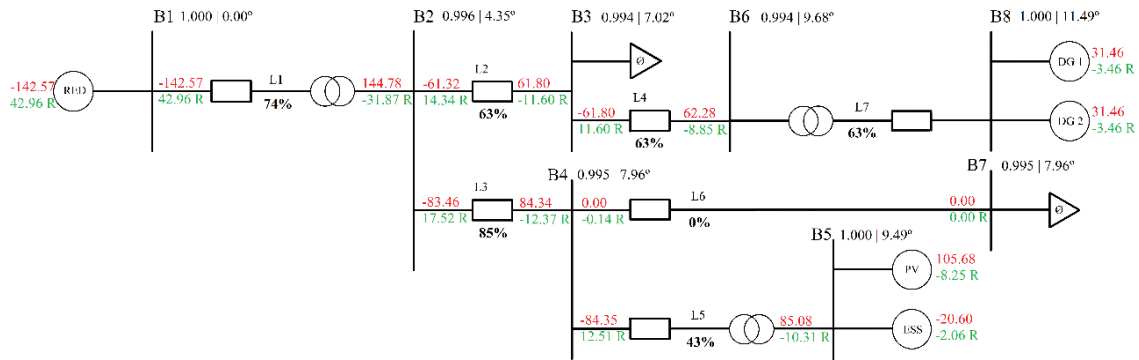 B1 1.000 | 0.00º
B2 0.996 | 4.35º
B3 0.994 | 7.02º
B6 0.994 | 9.68º
B8 1.000 | 11.49º
-142.57
42.96 R
RED
-142.57
42.96 R
L1
74%
144.78
-31.87 R
-61.32
14.34 R
L2
63%
61.80
-11.60 R
Ø
-61.80
11.60 R
L4
63%
62.28
-8.85 R
L7
63%
DG 1
31.46
-3.46 R
DG 2
31.46
-3.46 R
-83.46
17.52 R
L3
85%
84.34
-12.37 R
B4 0.995 | 7.96º
0.00
-0.14 R
L6
0%
0.00
0.00 R
B7 0.995 | 7.96º
Ø
B5 1.000 | 9.49º
-84.35
12.51 R
L5
43%
85.08
-10.31 R
PV
105.68
-8.25 R
ESS
-20.60
-2.06 R